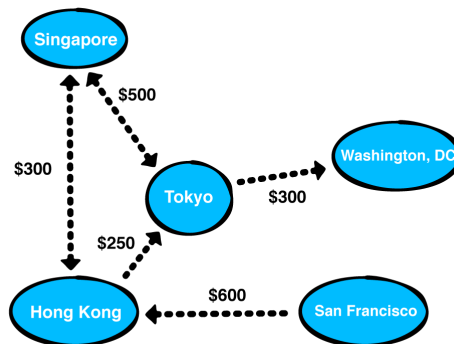 Singapore
$500
Washington, DC
$300
Tokyo
$300
$250
Hong Kong
$600
San Francisco